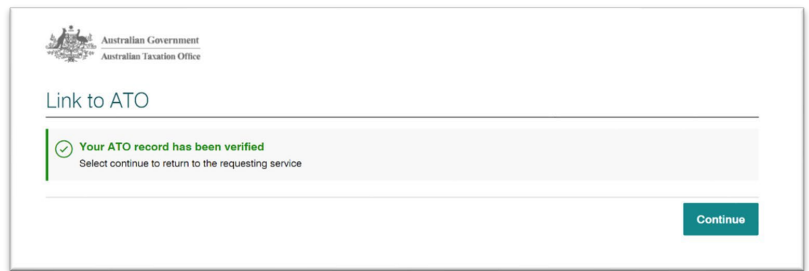 Australian Government
Australian Taxation Office
Link to ATO
Your ATO record has been verified
Select continue to return to the requesting service
Continue